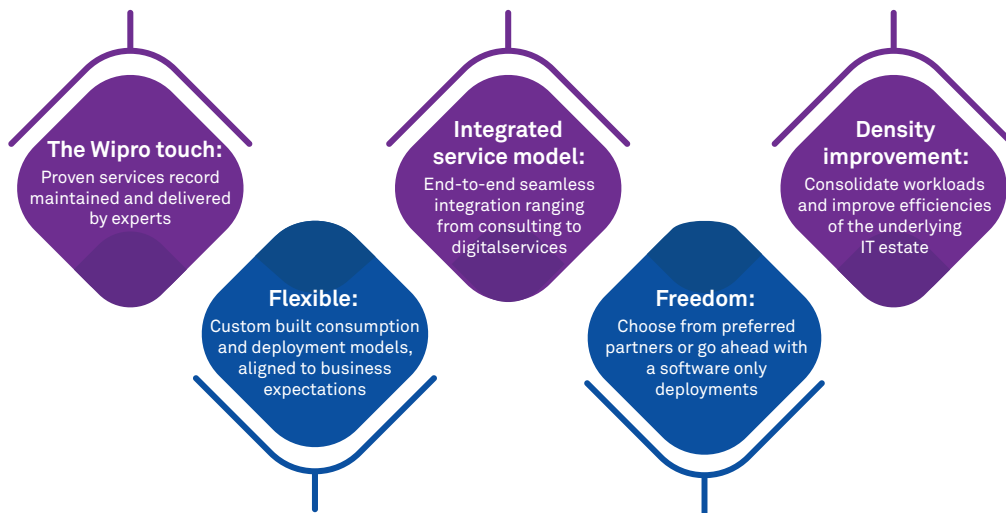 The Wipro touch:
Proven services record
maintained and delivered
by experts
Flexible:
Custom built consumption
and deployment models,
aligned to business
expectations
Integrated
service model:
End-to-end seamless
integration ranging
from consulting to
digitalservices
Freedom:
Choose from preferred
partners or go ahead with
a software only
deployments
Density
improvement:
Consolidate workloads
and improve efficiencies
of the underlying
IT estate